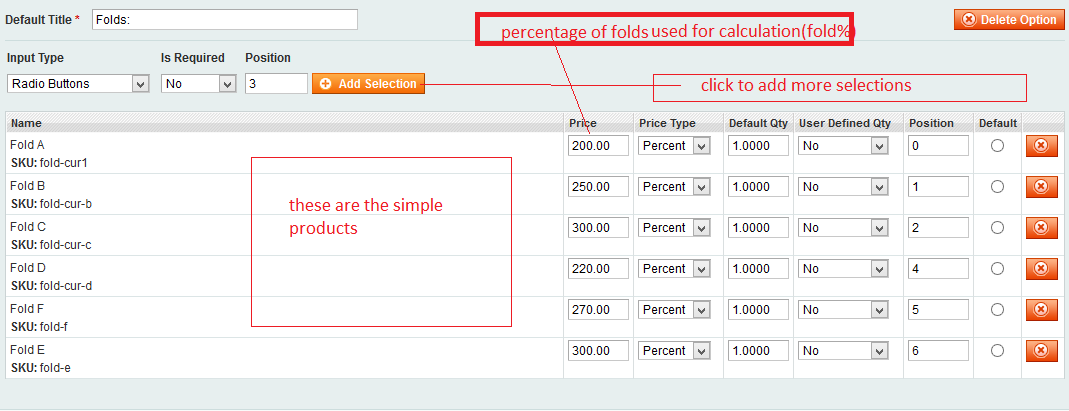 Default Title * Folds: percentage of folds used for calculation(fold%) Delete Option
Input Type Is Required Position
Radio Buttons No 3 Add Selection click to add more selections
Name Price Price Type Default Qty User Defined Qty Position Default
Fold A 200.00 Percent 1.0000 No 0
SKU: fold-cur1
Fold B 250.00 Percent 1.0000 No 1
SKU: fold-cur-b
these are the simple
products
Fold C 300.00 Percent 1.0000 No 2
SKU: fold-cur-c
Fold D 220.00 Percent 1.0000 No 4
SKU: fold-cur-d
Fold F 270.00 Percent 1.0000 No 5
SKU: fold-f
Fold E 300.00 Percent 1.0000 No 6
SKU: fold-e